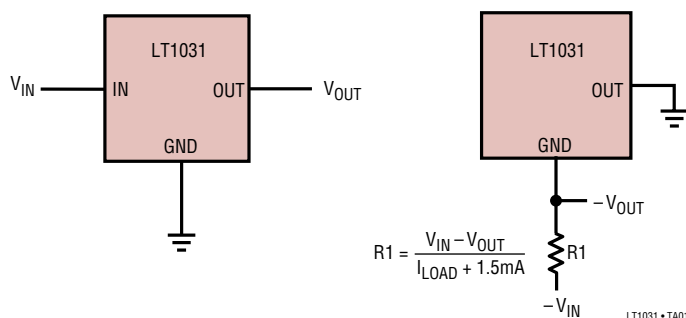 LT1031
V_IN
IN
OUT
V_OUT
GND
LT1031
OUT
GND
–V_OUT
R1 = (V_IN – V_OUT) / (I_LOAD + 1.5mA)
R1
–V_IN